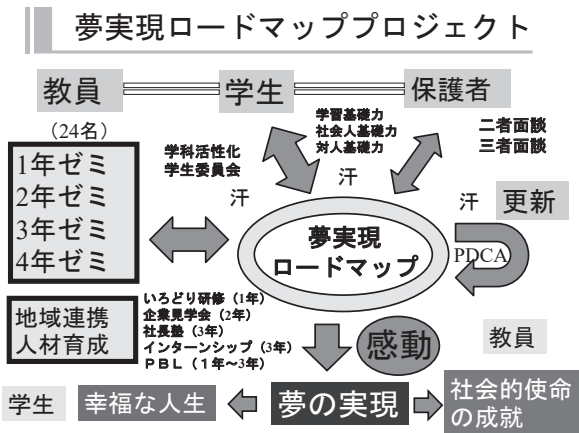 夢実現ロードマッププロジェクト
教員
学生
保護者
（24名）
1年ゼミ
2年ゼミ
3年ゼミ
4年ゼミ
学科活性化
学生委員会
汗
学習基礎力
社会人基礎力
対人基礎力
汗
二者面談
三者面談
汗
更新
夢実現
ロードマップ
PDCA
地域連携
人材育成
いろどり研修（1年）
企業見学会（2年）
社長塾（3年）
インターンシップ（3年）
ＰＢＬ（１年～3年）
感動
教員
学生
幸福な人生
夢の実現
社会的使命
の成就